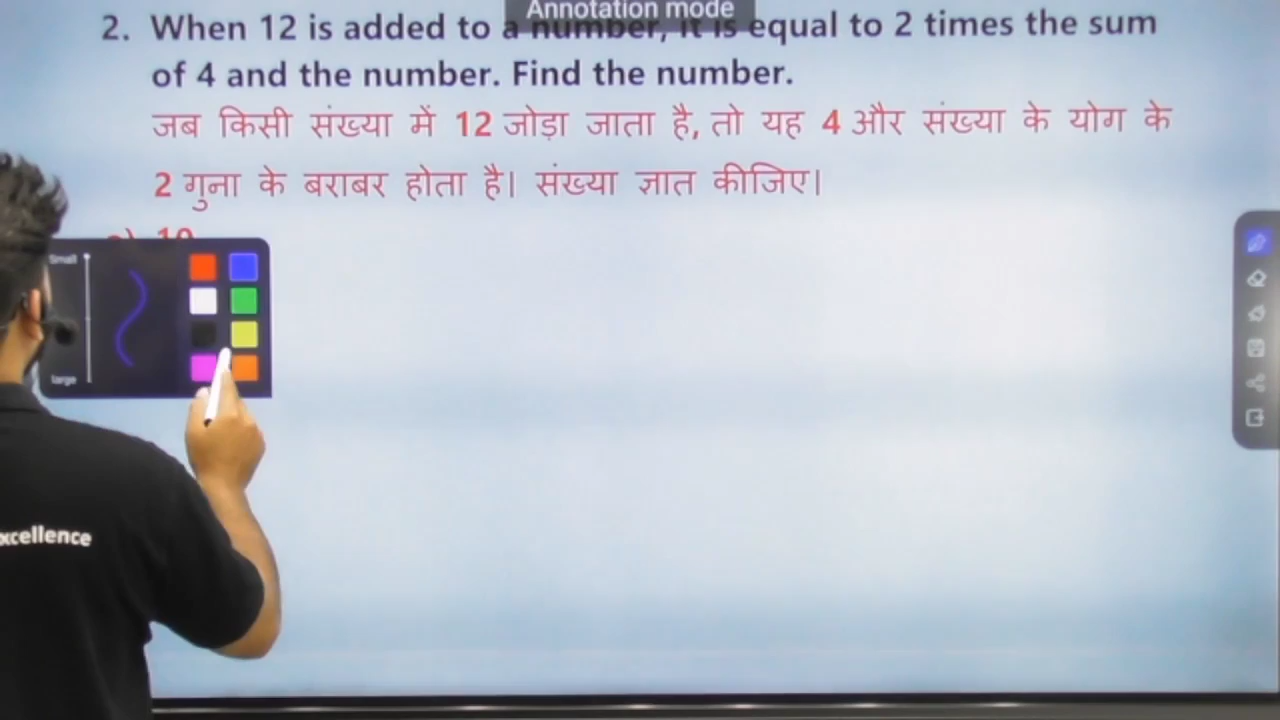 Annotation mode
2. When 12 is added to a number, it is equal to 2 times the sum
of 4 and the number. Find the number.
जब किसी संख्या में 12 जोड़ा जाता है, तो यह 4 और संख्या के योग के
2 गुना के बराबर होता है। संख्या ज्ञात कीजिए।
Small
large
xcellence